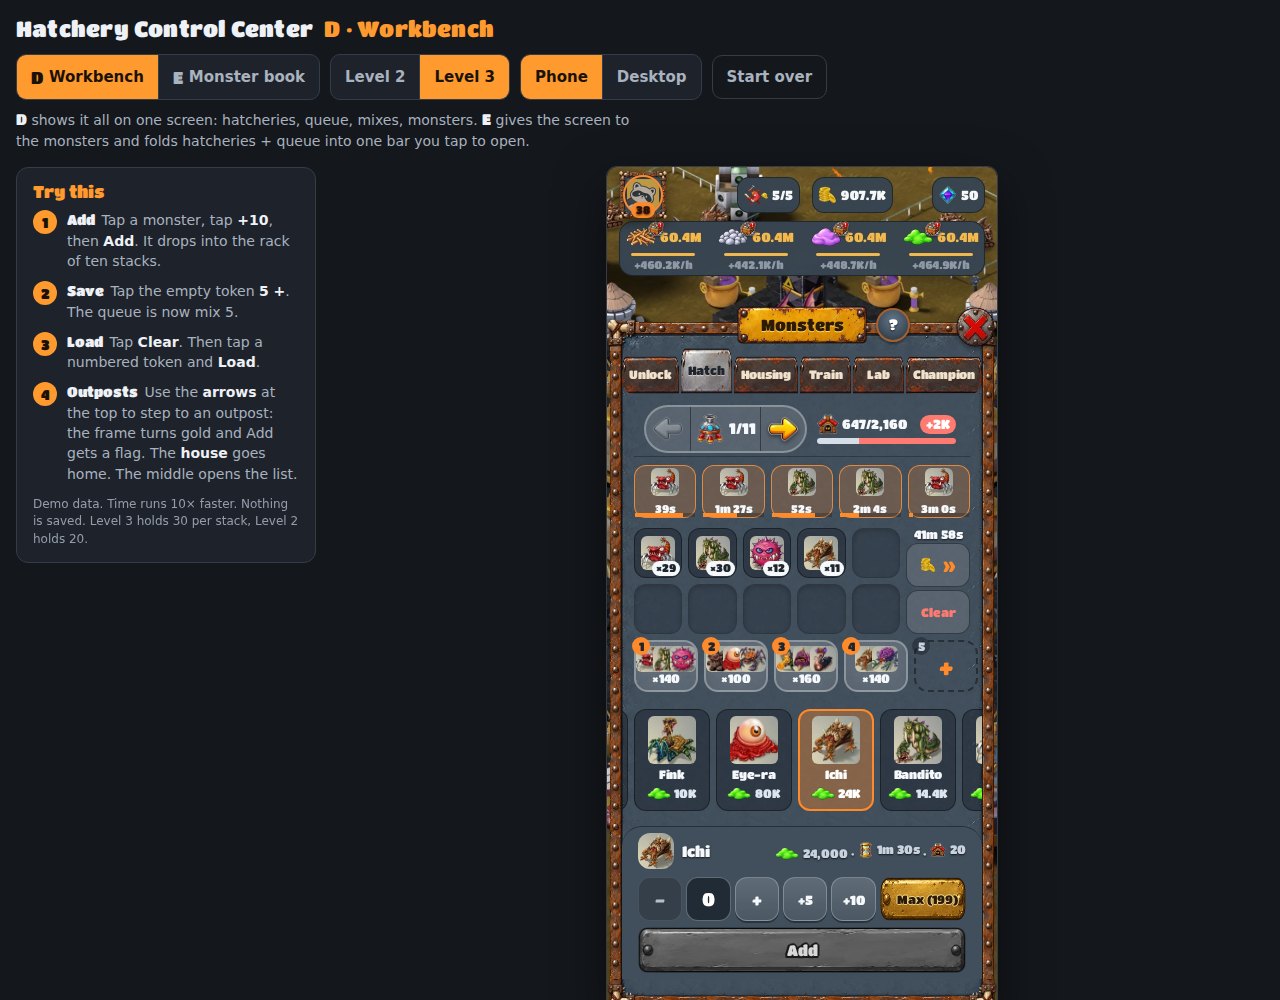 Hatchery Control Center D · Workbench
D Workbench E Monster book Level 2 Level 3 Phone Desktop Start over
D shows it all on one screen: hatcheries, queue, mixes, monsters. E gives the screen to
the monsters and folds hatcheries + queue into one bar you tap to open.
Try this
1 Add Tap a monster, tap +10,
then Add. It drops into the rack
of ten stacks.
2 Save Tap the empty token 5 +.
The queue is now mix 5.
3 Load Tap Clear. Then tap a
numbered token and Load.
4 Outposts Use the arrows at
the top to step to an outpost:
the frame turns gold and Add
gets a flag. The house goes
home. The middle opens the list.
Demo data. Time runs 10× faster. Nothing
is saved. Level 3 holds 30 per stack, Level 2
holds 20.
30 5/5 907.7K 50
60.4M 60.4M 60.4M 60.4M
+460.2K/h +442.1K/h +448.7K/h +464.9K/h
Monsters ?
Unlock Hatch Housing Train Lab Champion
1/11 647/2,160 +2K
39s 1m 27s 52s 2m 4s 3m 0s
41m 58s
×29 ×30 ×12 ×11 »
Clear
1 2 3 4 5
×140 ×100 ×160 ×140 +
Fink Eye-ra Ichi Bandito
10K 80K 24K 14.4K
Ichi 24,000 · 1m 30s · 20
− 0 + +5 +10 Max (199)
Add